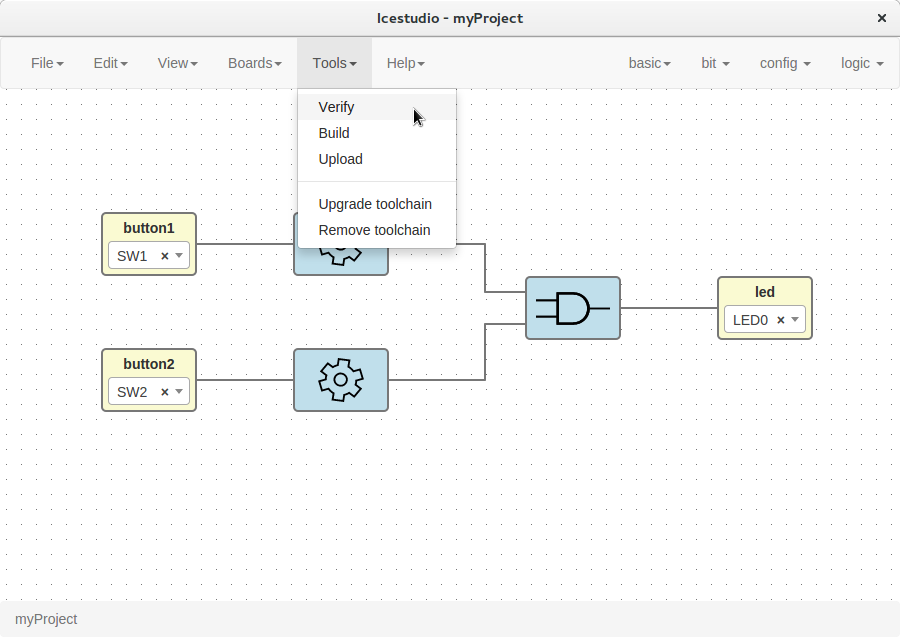 Icestudio - myProject
File Edit View Boards Tools Help basic bit config logic
Verify
Build
Upload
Upgrade toolchain
Remove toolchain
button1
SW1
led
LED0
button2
SW2
myProject